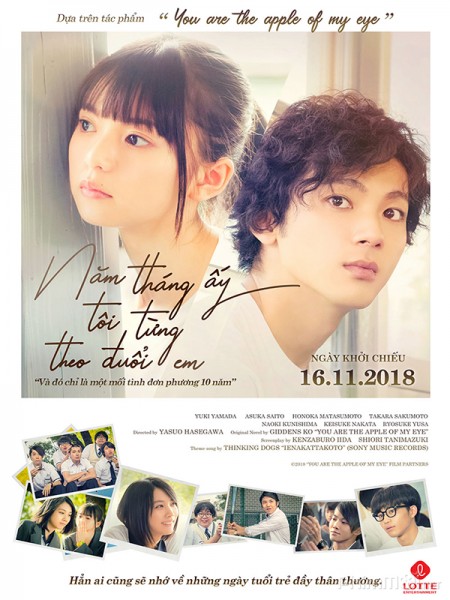 Dựa trên tác phẩm “You are the apple of my eye”
Năm tháng ấy
tôi từng
theo đuổi em
“Và đó chỉ là một mối tình đơn phương 10 năm”
NGÀY KHỞI CHIẾU
16.11.2018
YUKI YAMADA ASUKA SAITO HONOKA MATASUMOTO TAKARA SAKUMOTO
NAOKI KUNISHIMA KEISUKE NAKATA RYOSUKE YUSA
Directed by YASUO HASEGAWA Original Novel by GIDDENS KO “YOU ARE THE APPLE OF MY EYE”
Screenplay by KENZABURO IIDA SHIORI TANIMAZUKI
Theme song by THINKING DOGS “IENAKATTAKOTO” (SONY MUSIC RECORDS)
©2018 “YOU ARE THE APPLE OF MY EYE” FILM PARTNERS
Hẳn ai cũng sẽ nhớ về những ngày tuổi trẻ đầy thân thương.
LOTTE
ENTERTAINMENT